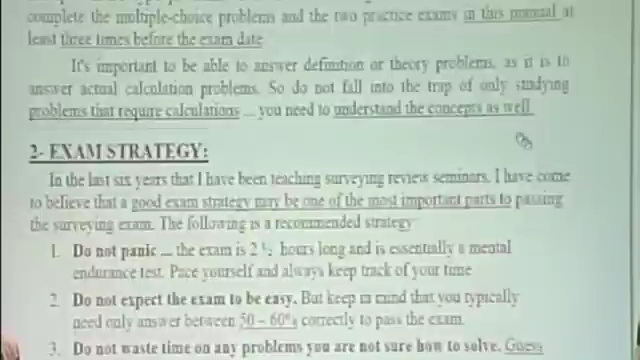 complete the multiple-choice problems and the two practice exams in this manual at
least three times before the exam date
It's important to be able to answer definition or theory problems, as it is to
answer actual calculation problems. So do not fall into the trap of only studying
problems that require calculations ... you need to understand the concepts as well.
2- EXAM STRATEGY:
In the last six years that I have been teaching surveying review seminars, I have come
to believe that a good exam strategy may be one of the most important parts to passing
the surveying exam. The following is a recommended strategy
1. Do not panic ... the exam is 2 ½ hours long and is essentially a mental
endurance test. Pace yourself and always keep track of your time
2. Do not expect the exam to be easy. But keep in mind that you typically
need only answer between 50 – 60% correctly to pass the exam.
3. Do not waste time on any problems you are not sure how to solve. Guess